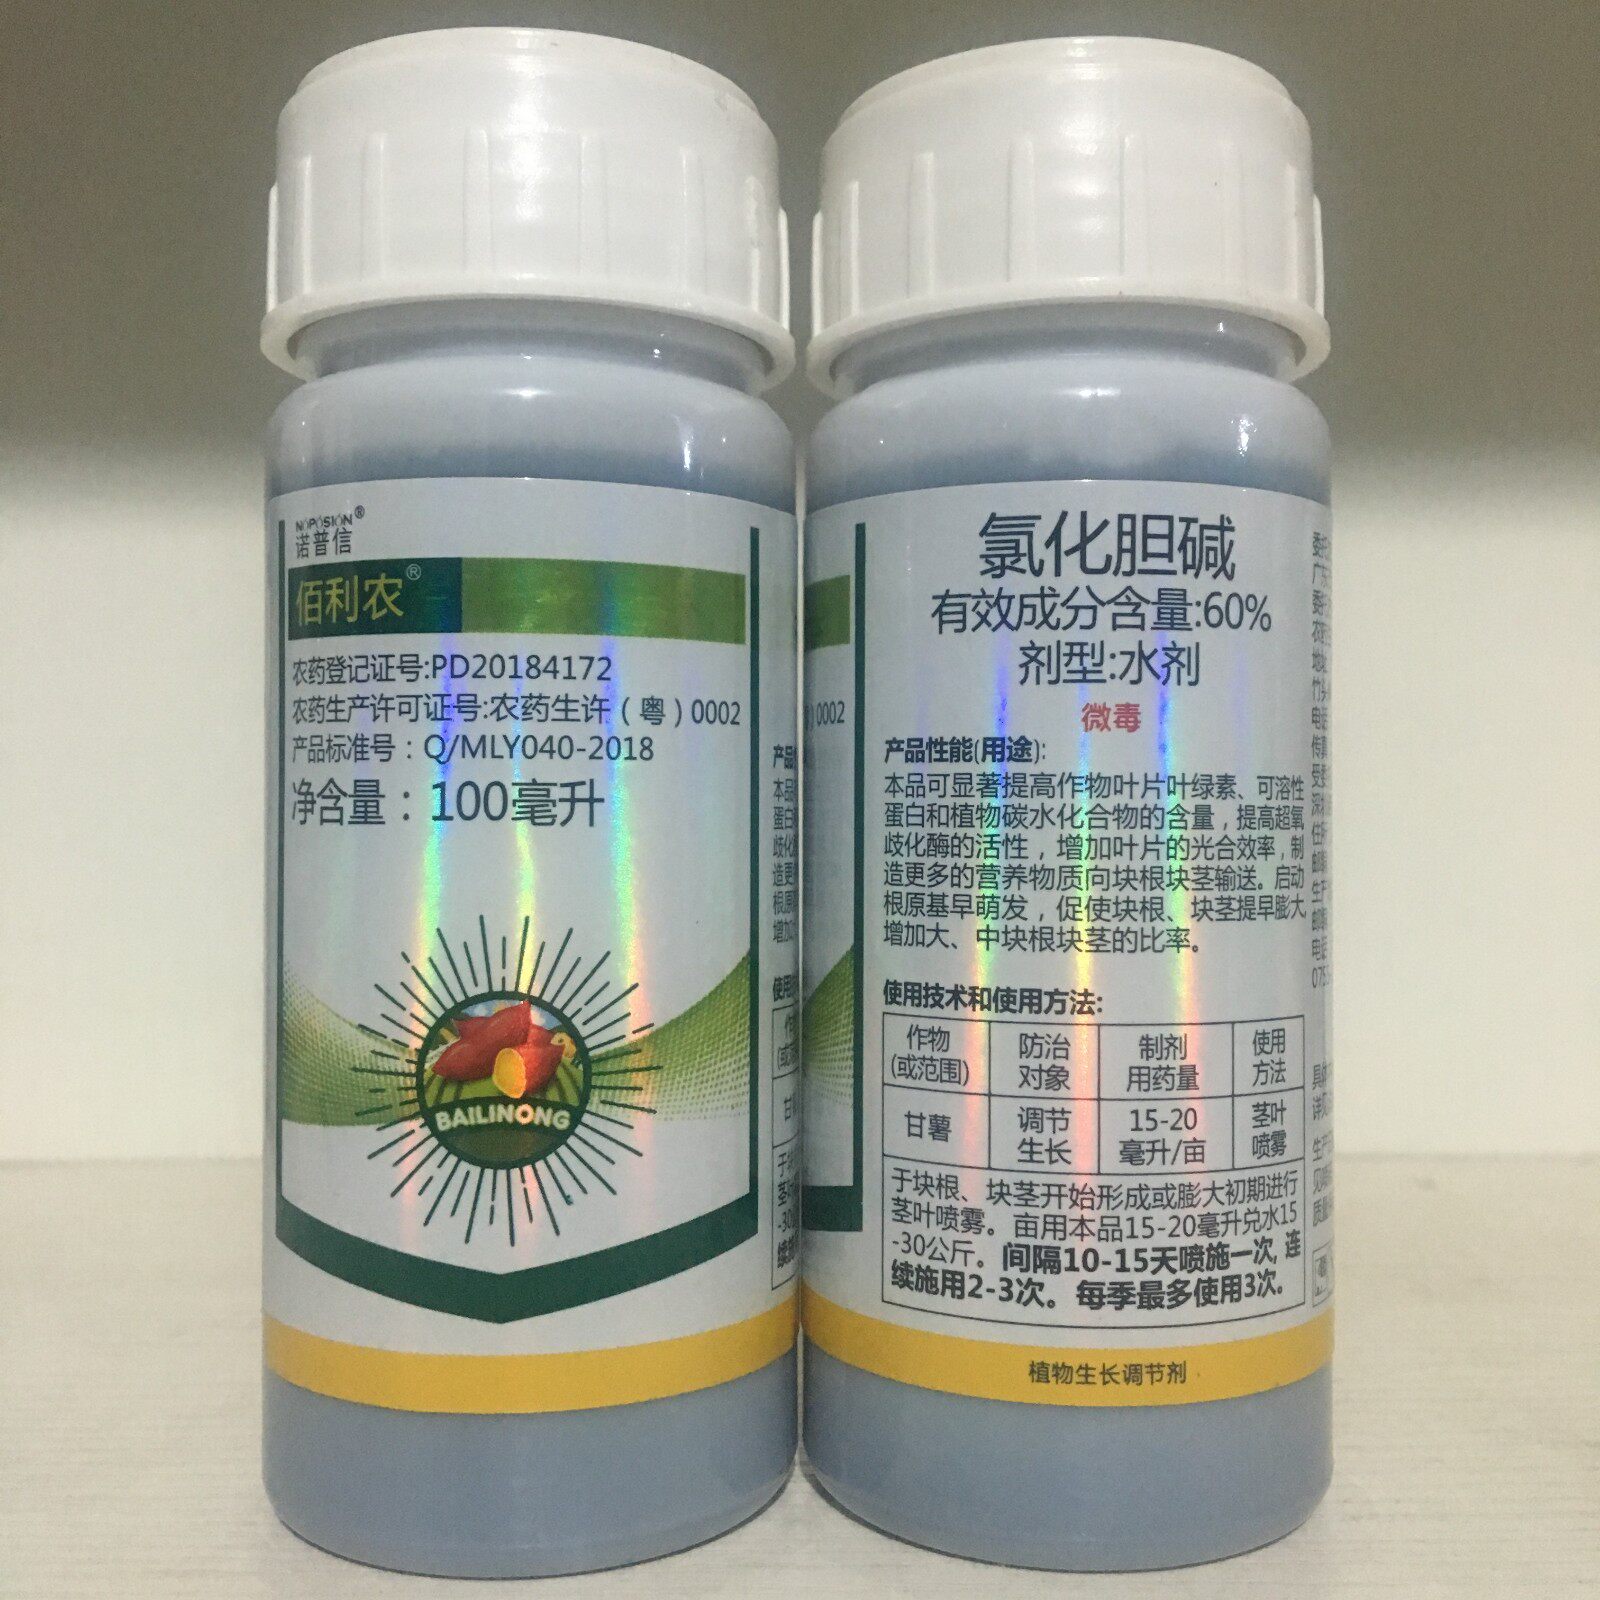 NOPOSION®
诺普信
佰利农®
农药登记证号:PD20184172
农药生产许可证号:农药生许（粤）0002
产品标准号：Q/MLY040-2018
净含量：100毫升
BAILINONG
0002
氯化胆碱
有效成分含量:60%
剂型:水剂
微毒
产品性能(用途):
本品可显著提高作物叶片叶绿素、可溶性
蛋白和植物碳水化合物的含量，提高超氧
歧化酶的活性，增加叶片的光合效率，制
造更多的营养物质向块根块茎输送。启动
根原基早萌发，促使块根、块茎提早膨大，
增加大、中块根块茎的比率。
使用技术和使用方法:
作物 防治 制剂 使用
(或范围) 对象 用药量 方法
甘薯 调节 15-20 茎叶
生长 毫升/亩 喷雾
于块根、块茎开始形成或膨大初期进行
茎叶喷雾。亩用本品15-20毫升兑水15
-30公斤。间隔10-15天喷施一次, 连
续施用2-3次。每季最多使用3次.
植物生长调节剂